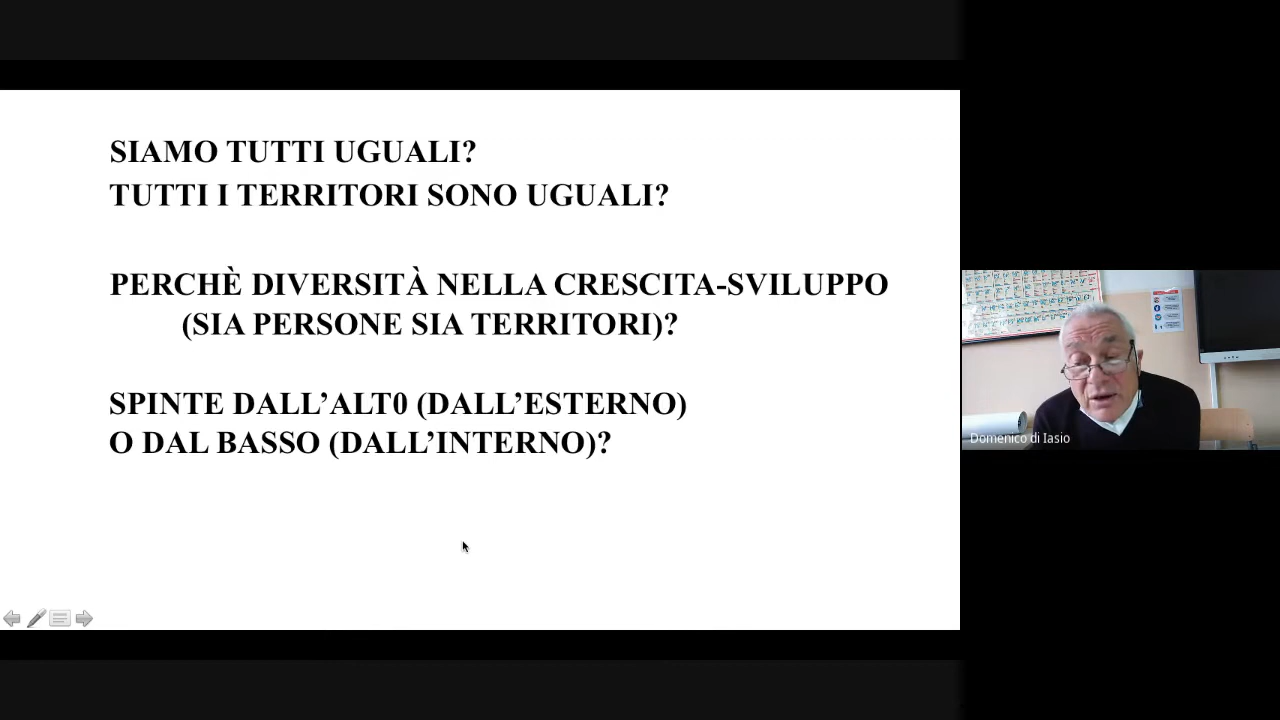 SIAMO TUTTI UGUALI?
TUTTI I TERRITORI SONO UGUALI?
PERCHÈ DIVERSITÀ NELLA CRESCITA-SVILUPPO
(SIA PERSONE SIA TERRITORI)?
SPINTE DALL’ALT0 (DALL’ESTERNO)
O DAL BASSO (DALL’INTERNO)?
Domenico di Iasio